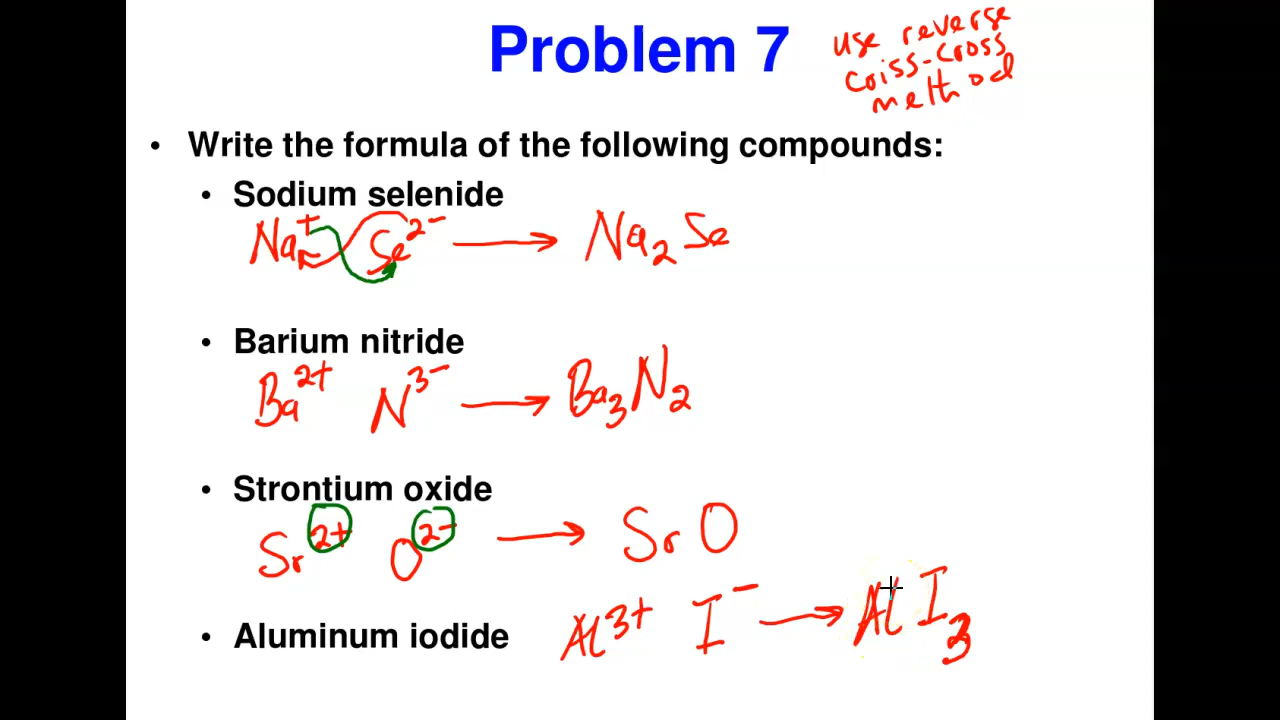 Problem 7
use reverse
criss-cross
method
• Write the formula of the following compounds:
• Sodium selenide
Na⁺ Se²⁻ → Na₂Se
• Barium nitride
Ba²⁺ N³⁻ → Ba₃N₂
• Strontium oxide
Sr²⁺ O²⁻ → SrO
• Aluminum iodide Al³⁺ I⁻ → AlI₃